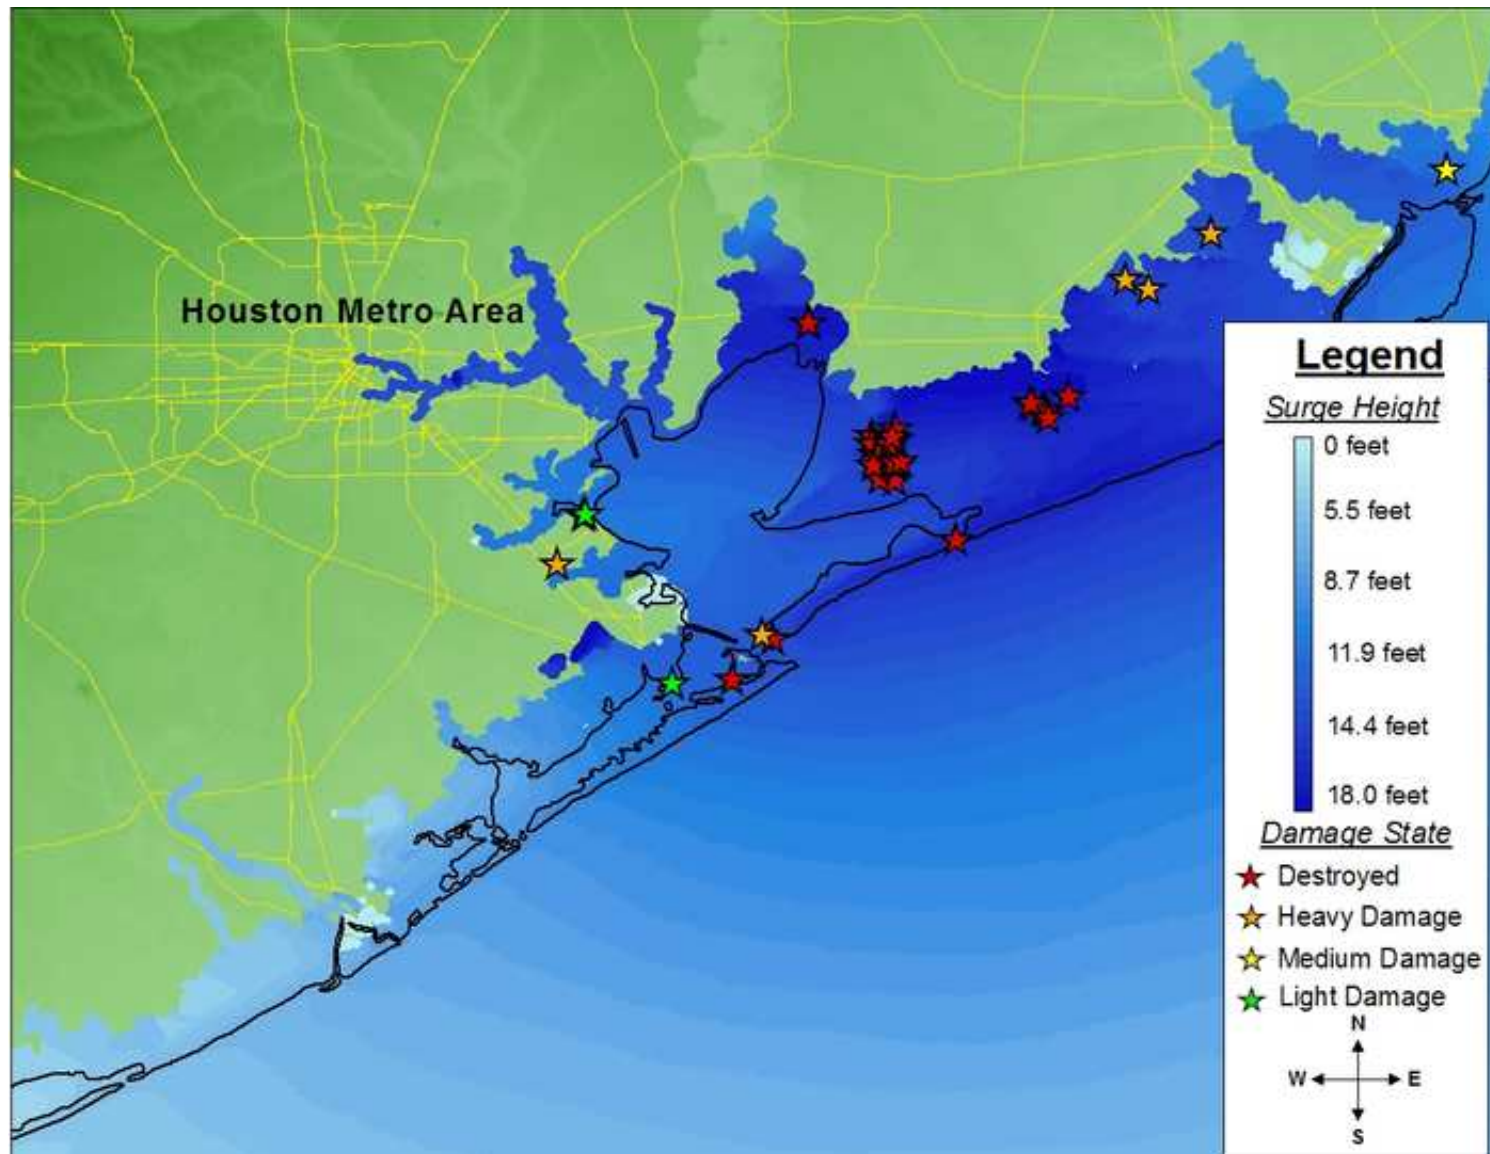 Houston Metro Area
Legend
Surge Height
0 feet
5.5 feet
8.7 feet
11.9 feet
14.4 feet
18.0 feet
Damage State
Destroyed
Heavy Damage
Medium Damage
Light Damage
N
W E
S